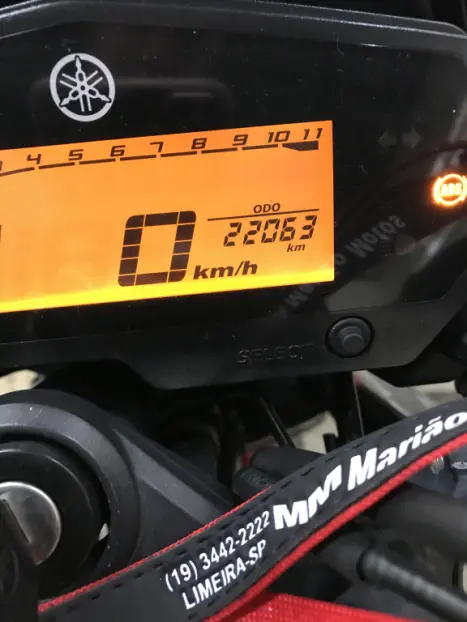 4 5 6 7 8 9 10 11
ABS
ODO
22063
km
0 km/h
SELECT
MM Marião
(19) 3442-2222
LIMEIRA-SP